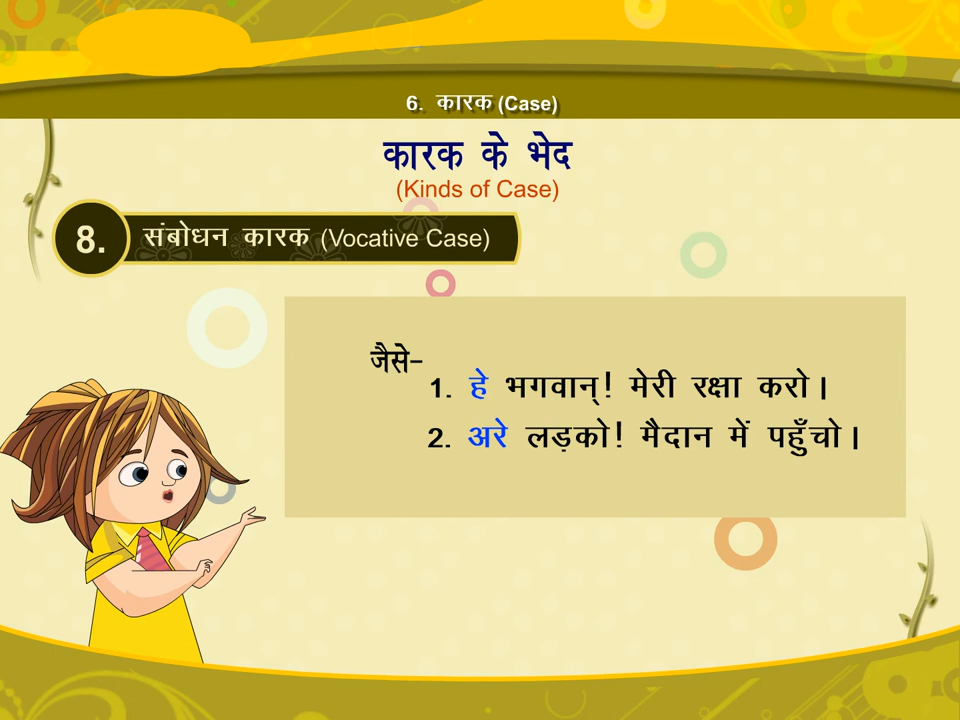 6. कारक (Case)
कारक के भेद
(Kinds of Case)
8. संबोधन कारक (Vocative Case)
जैसे-
1. हे भगवान्! मेरी रक्षा करो।
2. अरे लड़को! मैदान में पहुँचो।